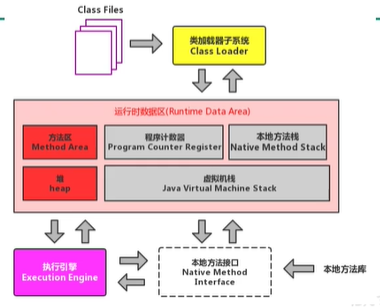 Class Files
类加载器子系统
Class Loader
运行时数据区(Runtime Data Area)
方法区
Method Area
程序计数器
Program Counter Register
本地方法栈
Native Method Stack
堆
heap
虚拟机栈
Java Virtual Machine Stack
执行引擎
Execution Engine
本地方法接口
Native Method
Interface
本地方法库